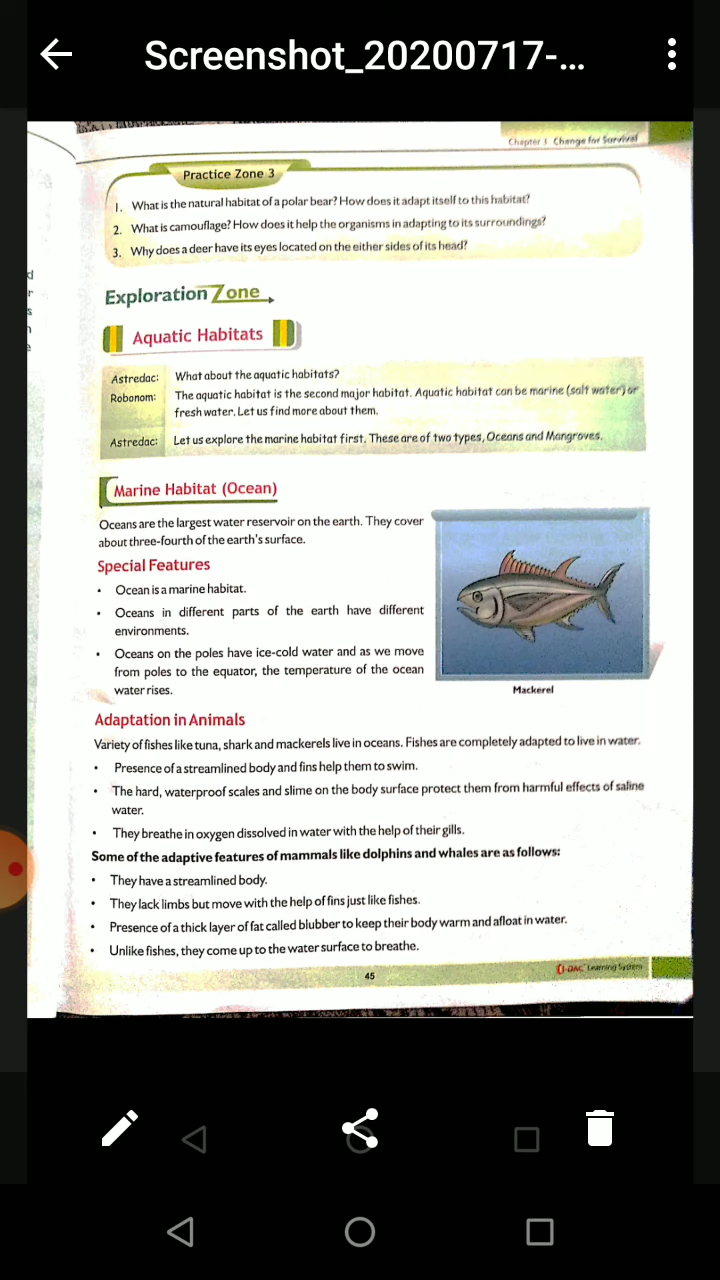 Screenshot_20200717-...
Chapter 3 Change for Survival
Practice Zone 3
1. What is the natural habitat of a polar bear? How does it adapt itself to this habitat?
2. What is camouflage? How does it help the organisms in adapting to its surroundings?
3. Why does a deer have its eyes located on the either sides of its head?
d
r
s
Exploration Zone
Aquatic Habitats
Astredac: What about the aquatic habitats?
Robonom: The aquatic habitat is the second major habitat. Aquatic habitat can be marine (salt water) or
fresh water. Let us find more about them.
Astredac: Let us explore the marine habitat first. These are of two types, Oceans and Mangroves.
Marine Habitat (Ocean)
Oceans are the largest water reservoir on the earth. They cover
about three-fourth of the earth's surface.
Special Features
• Ocean is a marine habitat.
• Oceans in different parts of the earth have different
environments.
• Oceans on the poles have ice-cold water and as we move
from poles to the equator, the temperature of the ocean
water rises.
Mackerel
Adaptation in Animals
Variety of fishes like tuna, shark and mackerels live in oceans. Fishes are completely adapted to live in water.
• Presence of a streamlined body and fins help them to swim.
• The hard, waterproof scales and slime on the body surface protect them from harmful effects of saline
water.
• They breathe in oxygen dissolved in water with the help of their gills.
Some of the adaptive features of mammals like dolphins and whales are as follows:
• They have a streamlined body.
• They lack limbs but move with the help of fins just like fishes.
• Presence of a thick layer of fat called blubber to keep their body warm and afloat in water.
• Unlike fishes, they come up to the water surface to breathe.
45
Learning System